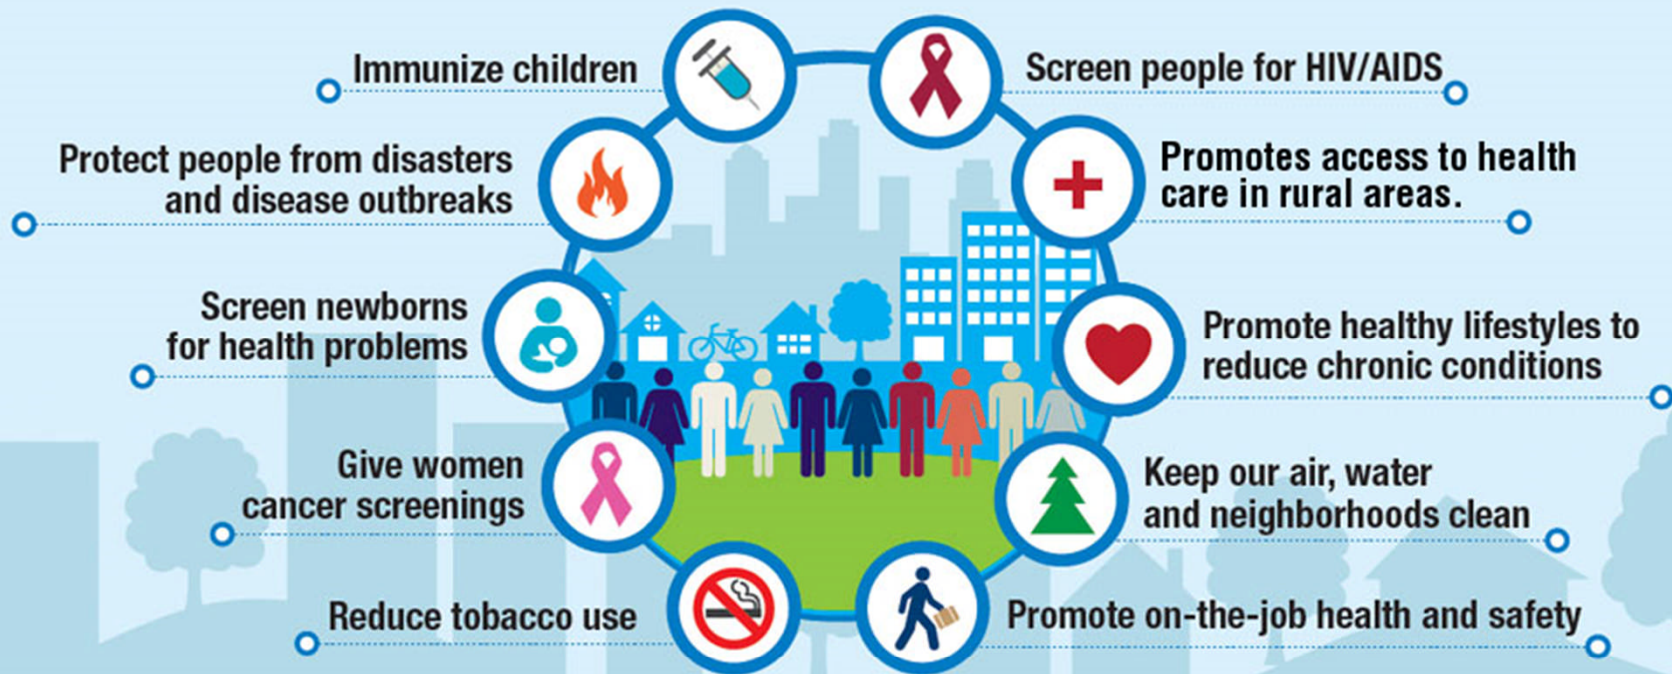 Immunize children
Protect people from disasters
and disease outbreaks
Screen newborns
for health problems
Give women
cancer screenings
Reduce tobacco use
Screen people for HIV/AIDS
Promotes access to health
care in rural areas.
Promote healthy lifestyles to
reduce chronic conditions
Keep our air, water
and neighborhoods clean
Promote on-the-job health and safety